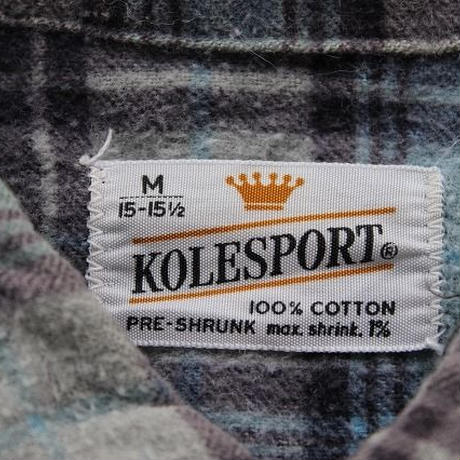 M
15-15½
KOLESPORT®
100% COTTON
PRE-SHRUNK max. shrink. 1%